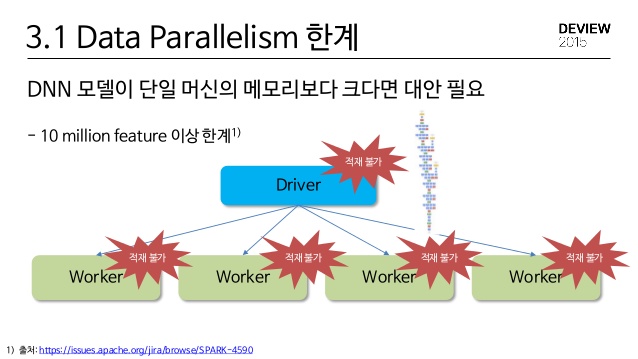 3.1 Data Parallelism 한계
DEVIEW
2015
DNN 모델이 단일 머신의 메모리보다 크다면 대안 필요
- 10 million feature 이상 한계1)
적재 불가
Driver
적재 불가
적재 불가
적재 불가
적재 불가
Worker
Worker
Worker
Worker
1) 출처: https://issues.apache.org/jira/browse/SPARK-4590